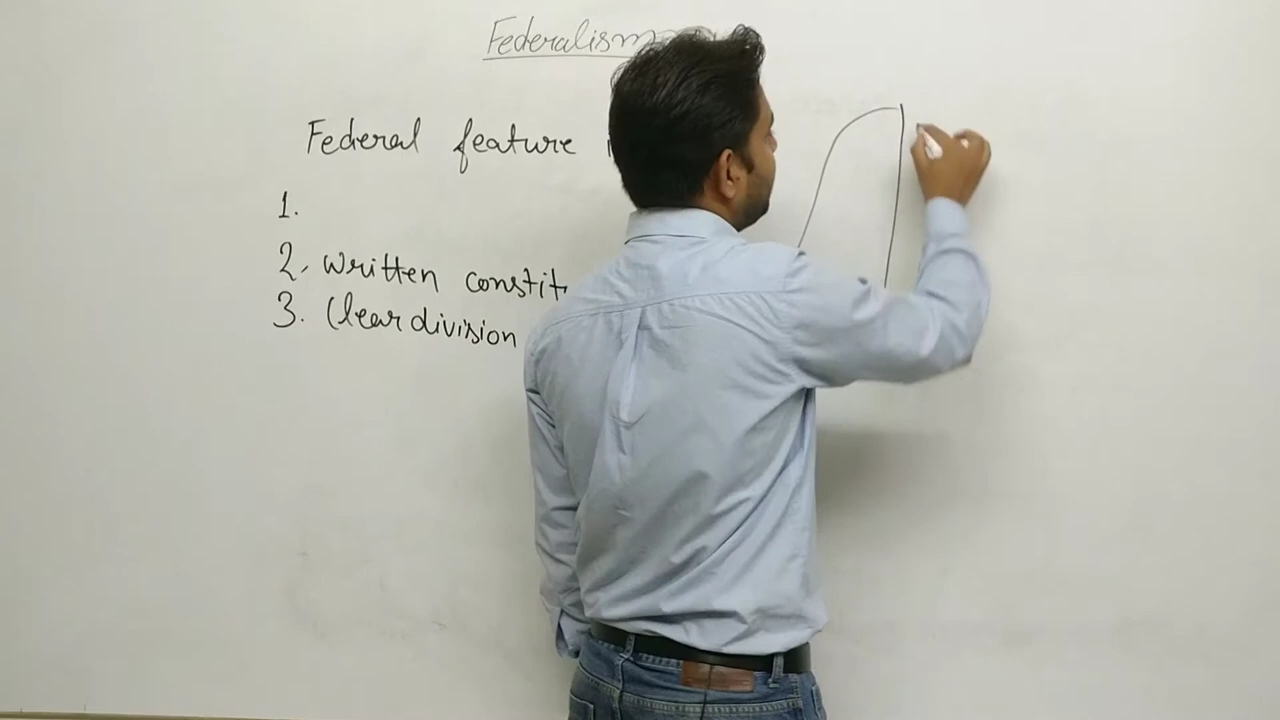 Federalism
Federal feature
1.
2. written constit
3. Clear division